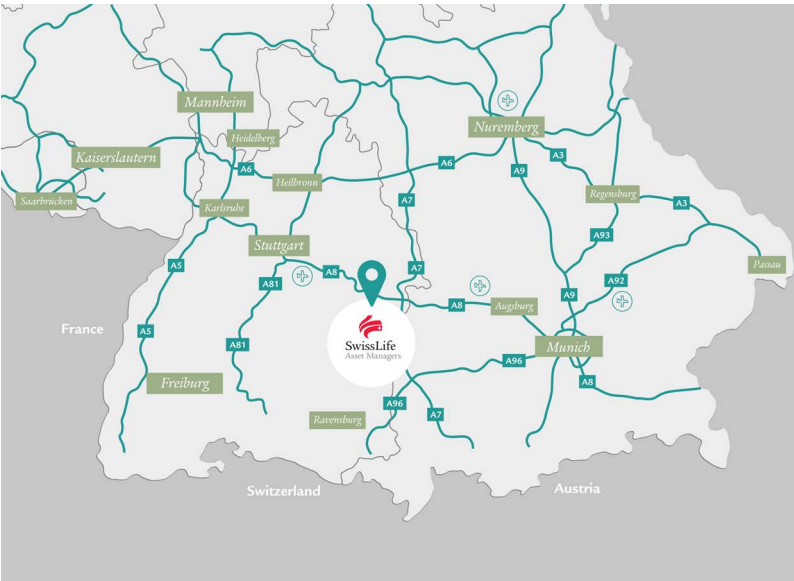 Mannheim
Nuremberg
Heidelberg
Kaiserslautern
A6
A3
A6
A9
Heilbronn
Saarbrücken
Regensburg
A7
A3
Karlsruhe
A93
Stuttgart
A5
A7
Passau
A8
A92
A81
A9
A8
Augsburg
France
A5
SwissLife
Asset Managers
A81
Munich
A96
Freiburg
A8
A96
A7
Ravensburg
Switzerland
Austria